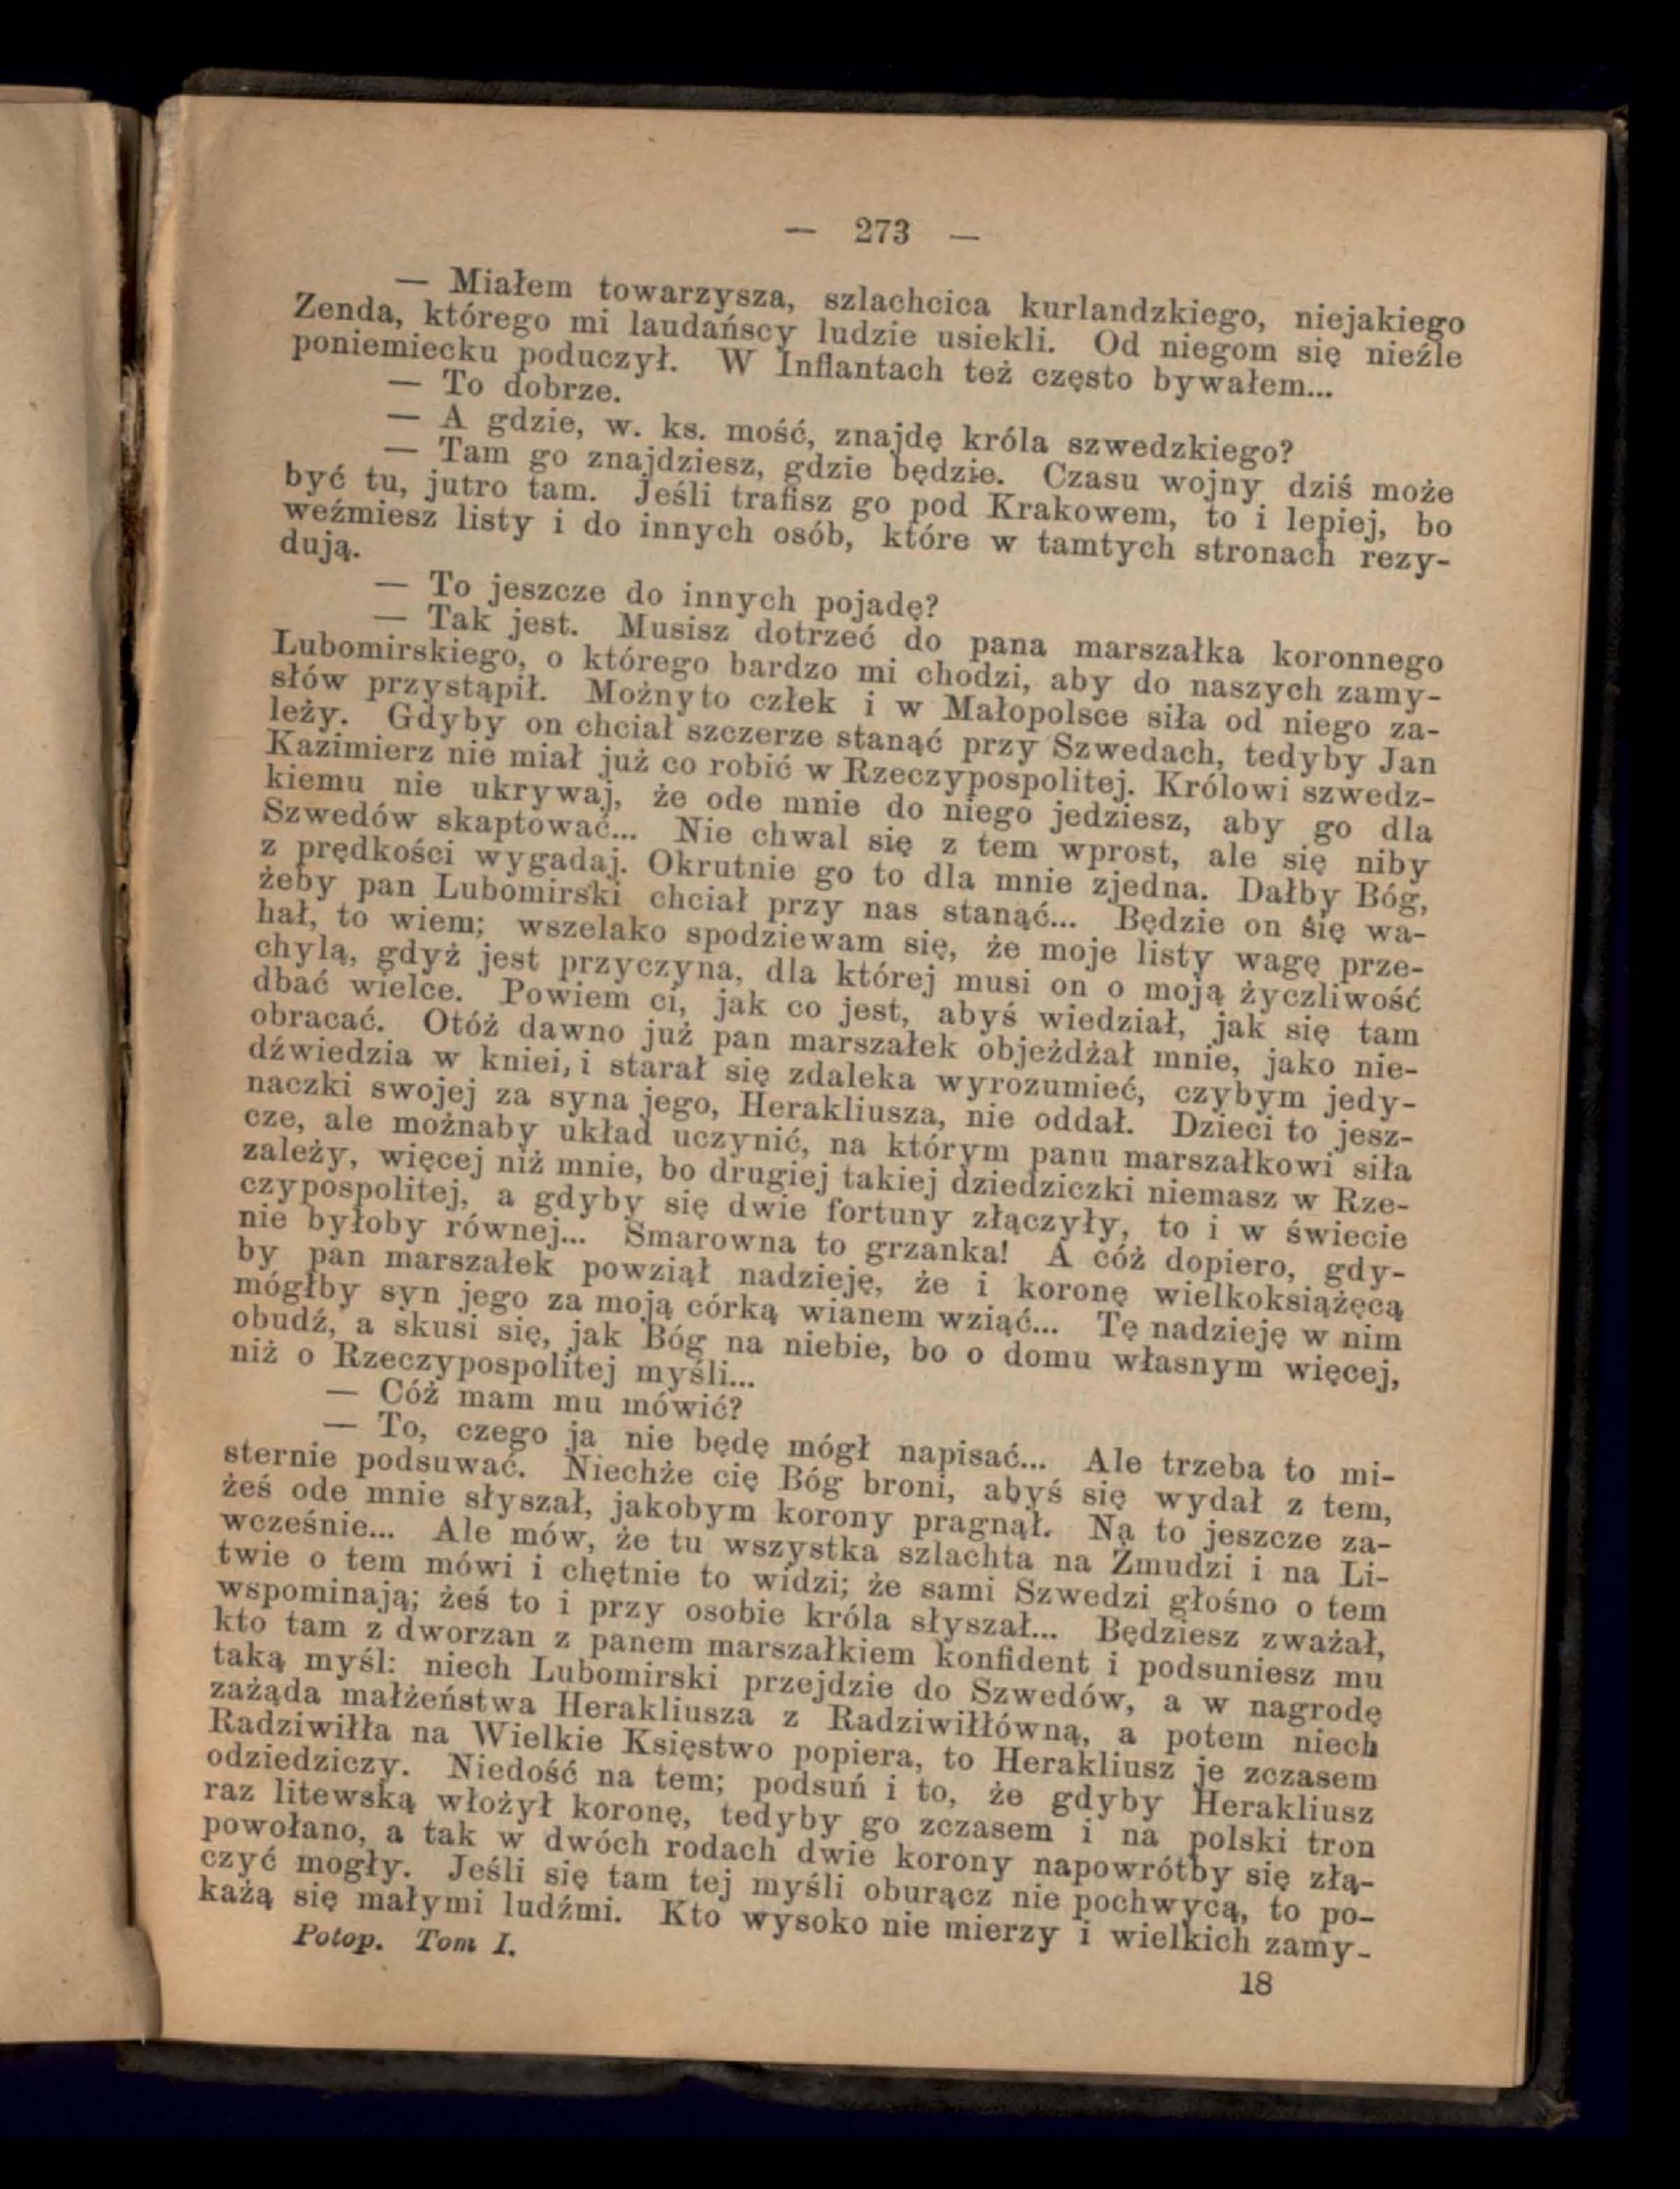 — 273 —
— Miałem towarzysza, szlachcica kurlandzkiego, niejakiego
Zenda, którego mi laudańscy ludzie usiekli. Od niegom się nieźle
poniemiecku poduczył. W Inflantach też często bywałem...
— To dobrze.
— A gdzie, w. ks. mość, znajdę króla szwedzkiego?
— Tam go znajdziesz, gdzie będzie. Czasu wojny dziś może
być tu, jutro tam. Jeśli trafisz go pod Krakowem, to i lepiej, bo
weźmiesz listy i do innych osób, które w tamtych stronach rezy-
dują.
— To jeszcze do innych pojadę?
— Tak jest. Musisz dotrzeć do pana marszałka koronnego
Lubomirskiego, o którego bardzo mi chodzi, aby do naszych zamy-
słów przystąpił. Możnyto człek i w Małopolsce siła od niego za-
leży. Gdyby on chciał szczerze stanąć przy Szwedach, tedyby Jan
Kazimierz nie miał już co robić w Rzeczypospolitej. Królowi szwedz-
kiemu nie ukrywaj, że ode mnie do niego jedziesz, aby go dla
Szwedów skaptować... Nie chwal się z tem wprost, ale się niby
z prędkości wygadaj. Okrutnie go to dla mnie zjedna. Dałby Bóg,
żeby pan Lubomirski chciał przy nas stanąć... Będzie on się wa-
hał, to wiem; wszelako spodziewam się, że moje listy wagę prze-
chylą, gdyż jest przyczyna, dla której musi on o moją życzliwość
dbać wielce. Powiem ci, jak co jest, abyś wiedział, jak się tam
obracać. Otóż dawno już pan marszałek objeżdżał mnie, jako nie-
dźwiedzia w kniei, i starał się zdaleka wyrozumieć, czybym jedy-
naczki swojej za syna jego, Herakliusza, nie oddał. Dzieci to jesz-
cze, ale możnaby układ uczynić, na którym panu marszałkowi siła
zależy, więcej niż mnie, bo drugiej takiej dziedziczki niemasz w Rze-
czypospolitej, a gdyby się dwie fortuny złączyły, to i w świecie
nie byłoby równej... Smarowna to grzanka! A cóż dopiero, gdy-
by pan marszałek powziął nadzieję, że i koronę wielkoksiążęcą
mógłby syn jego za moją córką wianem wziąć... Tę nadzieję w nim
obudź, a skusi się, jak Bóg na niebie, bo o domu własnym więcej,
niż o Rzeczypospolitej myśli...
— Cóż mam mu mówić?
— To, czego ja nie będę mógł napisać... Ale trzeba to mi-
sternie podsuwać. Niechże cię Bóg broni, abyś się wydał z tem,
żeś ode mnie słyszał, jakobym korony pragnął. Na to jeszcze za-
wcześnie... Ale mów, że tu wszystka szlachta na Żmudzi i na Li-
twie o tem mówi i chętnie to widzi; że sami Szwedzi głośno o tem
wspominają; żeś to i przy osobie króla słyszał... Będziesz zważał,
kto tam z dworzan z panem marszałkiem konfident i podsuniesz mu
taką myśl: niech Lubomirski przejdzie do Szwedów, a w nagrodę
zażąda małżeństwa Herakliusza z Radziwiłłówną, a potem niech
Radziwiłła na Wielkie Księstwo popiera, to Herakliusz je zczasem
odziedziczy. Niedość na tem; podsuń i to, że gdyby Herakliusz
raz litewską włożył koronę, tedyby go zczasem i na polski tron
powołano, a tak w dwóch rodach dwie korony napowrótby się złą-
czyć mogły. Jeśli się tam tej myśli oburącz nie pochwycą, to po-
każą się małymi ludźmi. Kto wysoko nie mierzy i wielkich zamy-
Potop. Tom I.
18